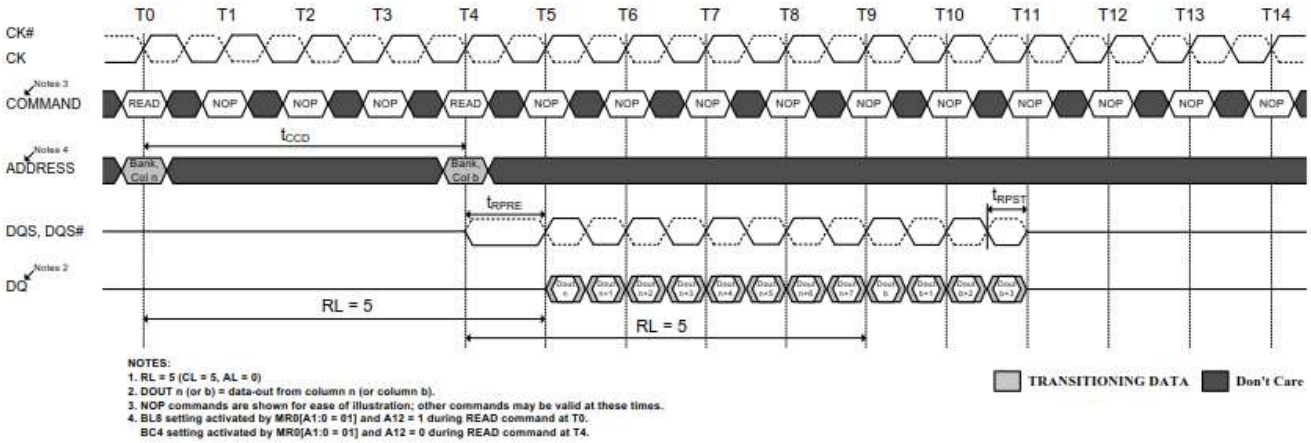 T0 T1 T2 T3 T4 T5 T6 T7 T8 T9 T10 T11 T12 T13 T14
CK#
CK
Notes 3
COMMAND READ NOP NOP NOP READ NOP NOP NOP NOP NOP NOP NOP NOP NOP NOP
tCCD
Notes 4
ADDRESS Bank, Col n Bank, Col b
tRPRE tRPST
DQS, DQS#
Notes 2
DQ Dout n Dout n+1 Dout n+2 Dout n+3 Dout n+4 Dout n+5 Dout n+6 Dout n+7 Dout b Dout b+1 Dout b+2 Dout b+3
RL = 5
RL = 5
NOTES:
1. RL = 5 (CL = 5, AL = 0)
2. DOUT n (or b) = data-out from column n (or column b).
3. NOP commands are shown for ease of illustration; other commands may be valid at these times.
4. BL8 setting activated by MR0[A1:0 = 01] and A12 = 1 during READ command at T0.
BC4 setting activated by MR0[A1:0 = 01] and A12 = 0 during READ command at T4.
TRANSITIONING DATA Don't Care